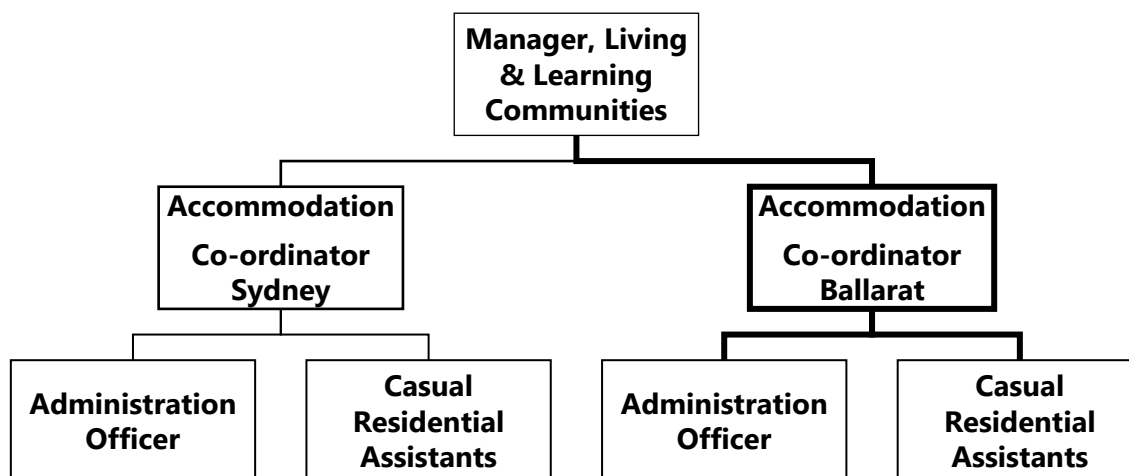 Manager, Living
& Learning
Communities
Accommodation
Co-ordinator
Sydney
Accommodation
Co-ordinator
Ballarat
Administration
Officer
Casual
Residential
Assistants
Administration
Officer
Casual
Residential
Assistants